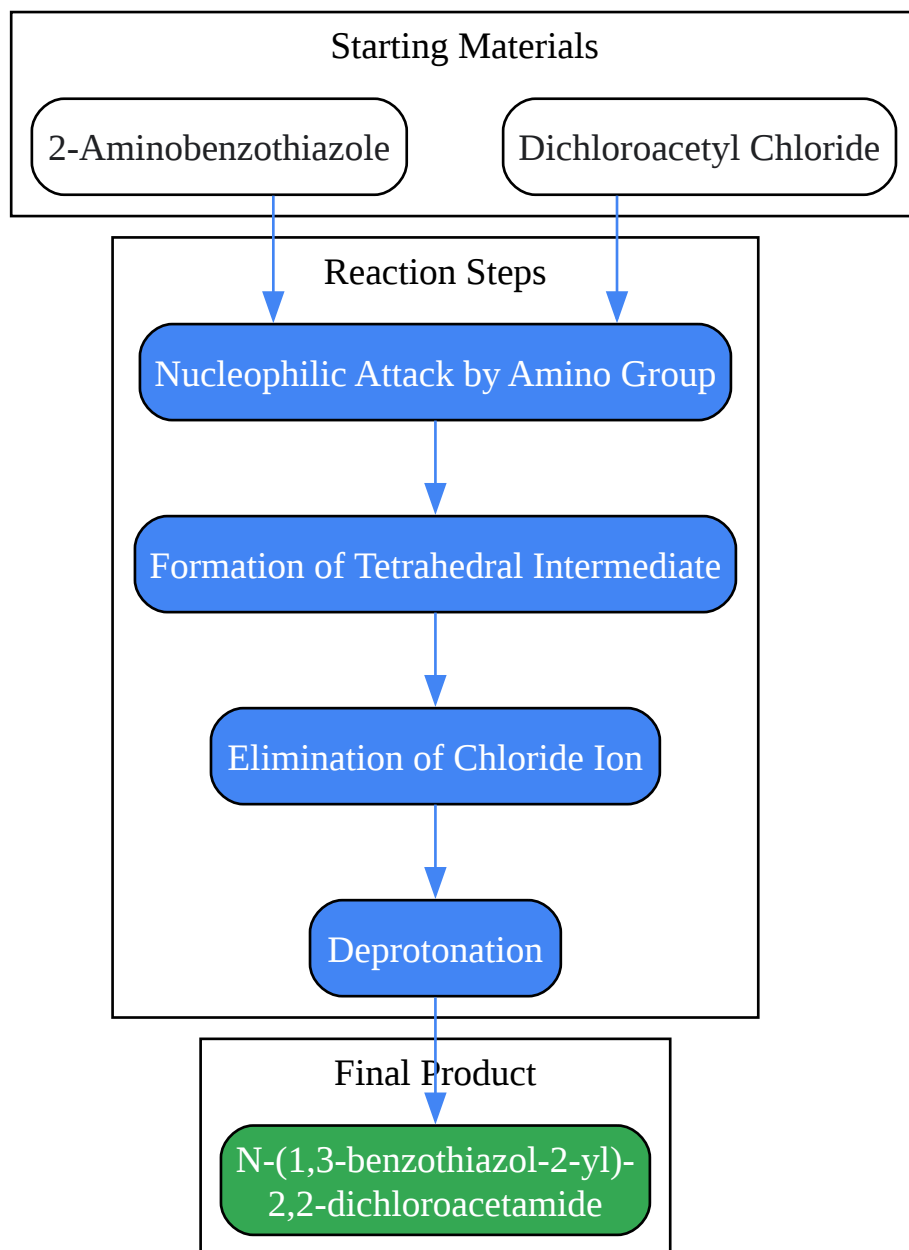 Starting Materials
2-Aminobenzothiazole
Dichloroacetyl Chloride
Reaction Steps
Nucleophilic Attack by Amino Group
Formation of Tetrahedral Intermediate
Elimination of Chloride Ion
Deprotonation
Final Product
N-(1,3-benzothiazol-2-yl)-
2,2-dichloroacetamide